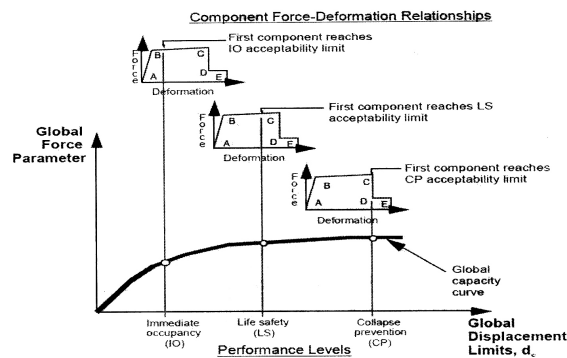 Component Force-Deformation Relationships
First component reaches
IO acceptability limit
Force
B
C
A
D
E
Deformation
First component reaches LS
acceptability limit
Force
B
C
A
D
E
Deformation
First component reaches
CP acceptability limit
Force
B
C
A
D
E
Deformation
Global
Force
Parameter
Global
capacity
curve
Immediate
occupancy
(IO)
Life safety
(LS)
Collapse
prevention
(CP)
Performance Levels
Global
Displacement
Limits, ds